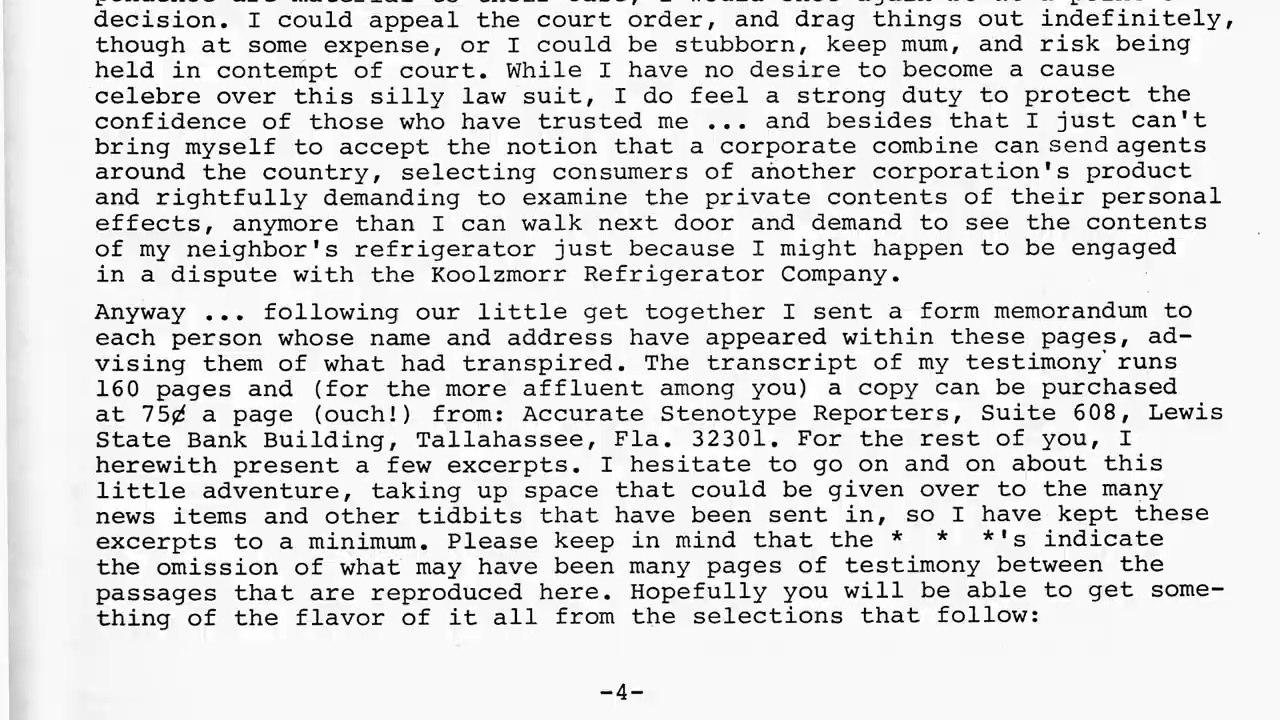 decision. I could appeal the court order, and drag things out indefinitely,
though at some expense, or I could be stubborn, keep mum, and risk being
held in contempt of court. While I have no desire to become a cause
celebre over this silly law suit, I do feel a strong duty to protect the
confidence of those who have trusted me ... and besides that I just can't
bring myself to accept the notion that a corporate combine can send agents
around the country, selecting consumers of another corporation's product
and rightfully demanding to examine the private contents of their personal
effects, anymore than I can walk next door and demand to see the contents
of my neighbor's refrigerator just because I might happen to be engaged
in a dispute with the Koolzmorr Refrigerator Company.
Anyway ... following our little get together I sent a form memorandum to
each person whose name and address have appeared within these pages, ad-
vising them of what had transpired. The transcript of my testimony runs
160 pages and (for the more affluent among you) a copy can be purchased
at 75¢ a page (ouch!) from: Accurate Stenotype Reporters, Suite 608, Lewis
State Bank Building, Tallahassee, Fla. 32301. For the rest of you, I
herewith present a few excerpts. I hesitate to go on and on about this
little adventure, taking up space that could be given over to the many
news items and other tidbits that have been sent in, so I have kept these
excerpts to a minimum. Please keep in mind that the *  *  *'s indicate
the omission of what may have been many pages of testimony between the
passages that are reproduced here. Hopefully you will be able to get some-
thing of the flavor of it all from the selections that follow:
-4-